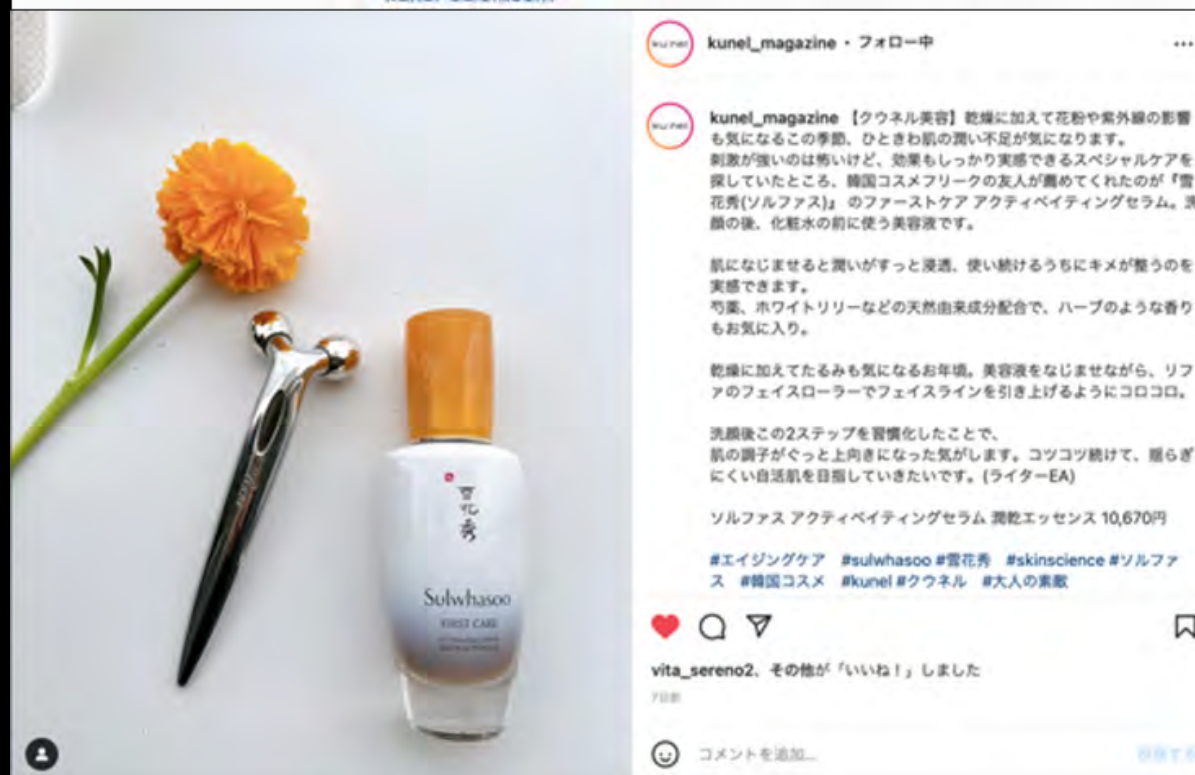 kunel_magazine • フォロー中
kunel_magazine 【クウネル美容】乾燥に加えて花粉や紫外線の影響
も気になるこの季節、ひときわ肌の潤い不足が気になります。
刺激が強いのは怖いけど、効果もしっかり実感できるスペシャルケアを
探していたところ、韓国コスメフリークの友人が薦めてくれたのが『雪
花秀(ソルファス)』 のファーストケア アクティベイティングセラム。洗
顔の後、化粧水の前に使う美容液です。
肌になじませると潤いがすっと浸透、使い続けるうちにキメが整うのを
実感できます。
芍薬、ホワイトリリーなどの天然由来成分配合で、ハーブのような香り
もお気に入り。
乾燥に加えてたるみも気になるお年頃。美容液をなじませながら、リフ
ァのフェイスローラーでフェイスラインを引き上げるようにコロコロ。
洗顔後この2ステップを習慣化したことで、
肌の調子がぐっと上向きになった気がします。コツコツ続けて、揺らぎ
にくい自活肌を目指していきたいです。(ライターEA)
ソルファス アクティベイティングセラム 潤乾エッセンス 10,670円
#エイジングケア #sulwhasoo #雪花秀 #skinscience #ソルファ
ス #韓国コスメ #kunel #クウネル #大人の素敵
vita_sereno2、その他が「いいね！」しました
7日前
コメントを追加...
投稿する
雪花秀
Sulwhasoo
FIRST CARE